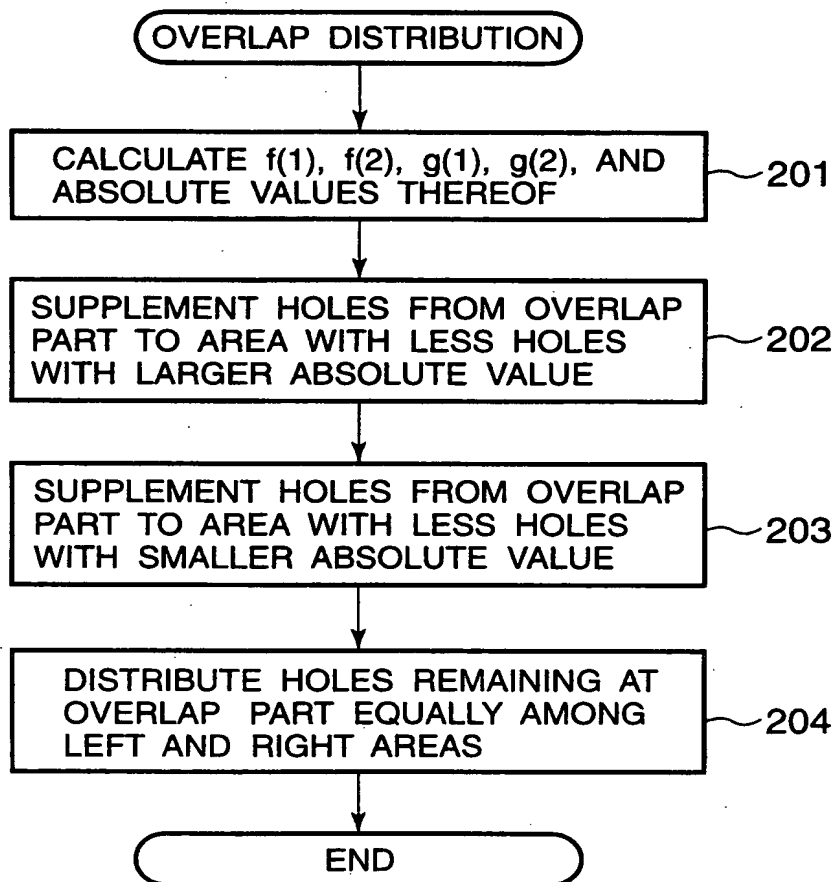 OVERLAP DISTRIBUTION
CALCULATE f(1), f(2), g(1), g(2), AND
ABSOLUTE VALUES THEREOF
201
SUPPLEMENT HOLES FROM OVERLAP
PART TO AREA WITH LESS HOLES
WITH LARGER ABSOLUTE VALUE
202
SUPPLEMENT HOLES FROM OVERLAP
PART TO AREA WITH LESS HOLES
WITH SMALLER ABSOLUTE VALUE
203
DISTRIBUTE HOLES REMAINING AT
OVERLAP PART EQUALLY AMONG
LEFT AND RIGHT AREAS
204
END